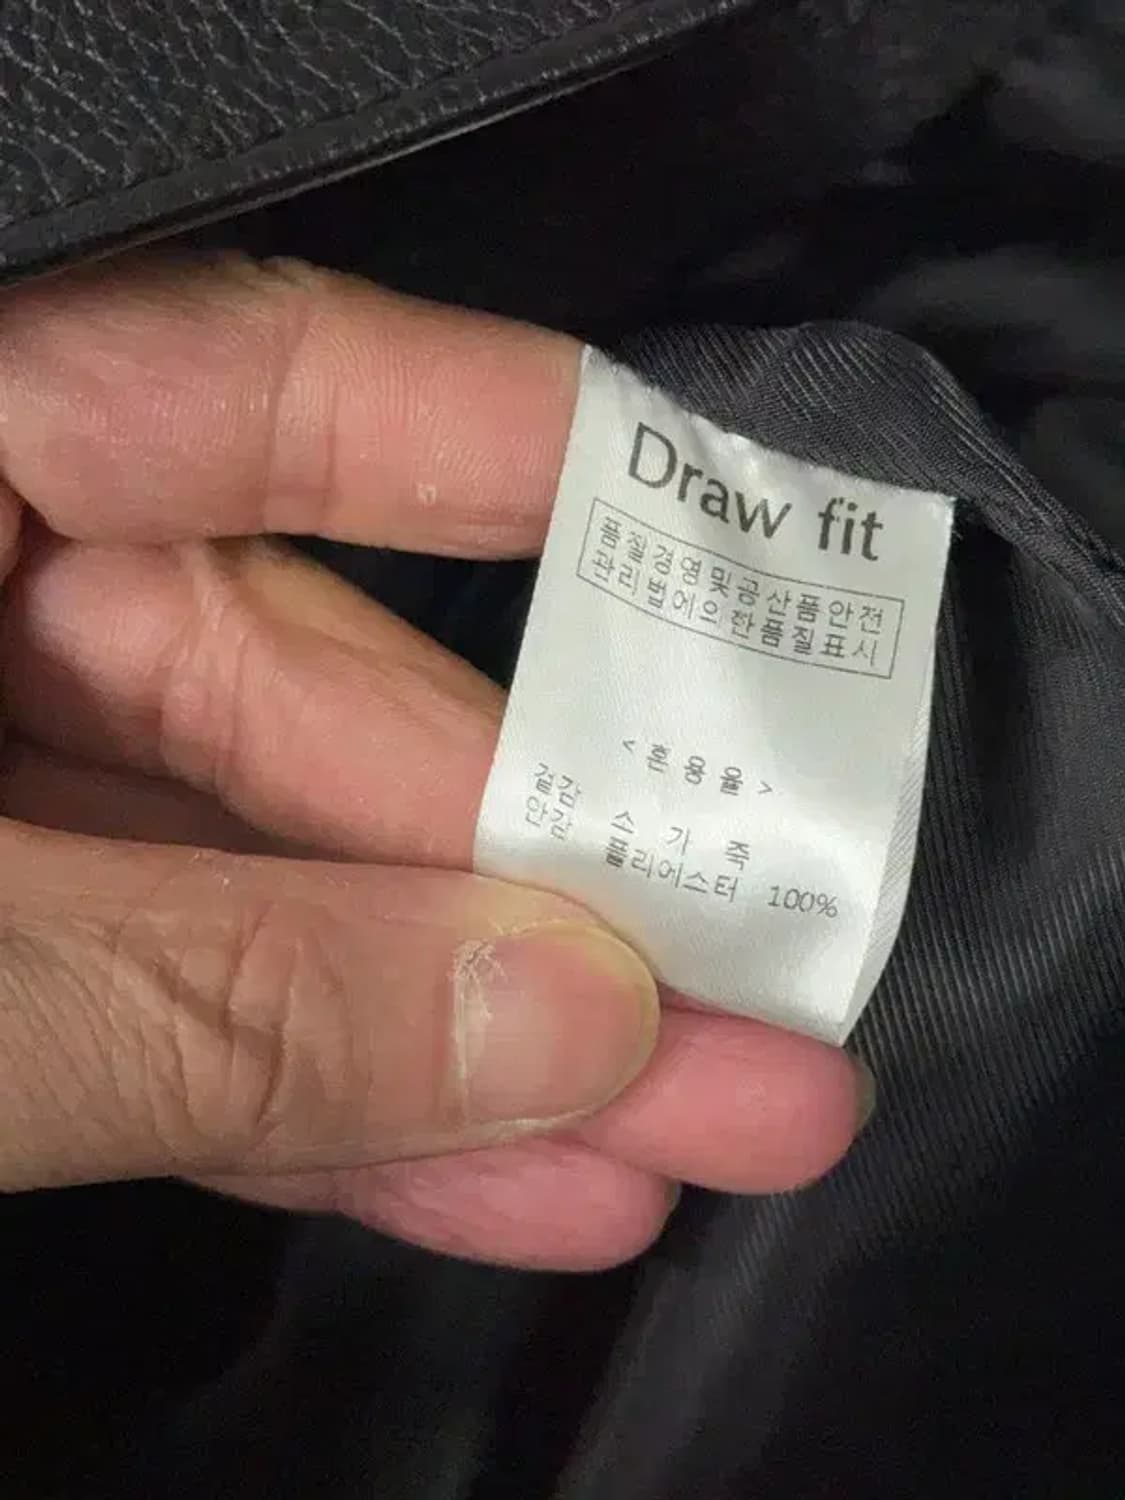 Draw fit
품질경영및공산품안전
관리법에의한품질표시
<혼 용 율>
겉감 소 가 죽
안감 폴리에스터 100%